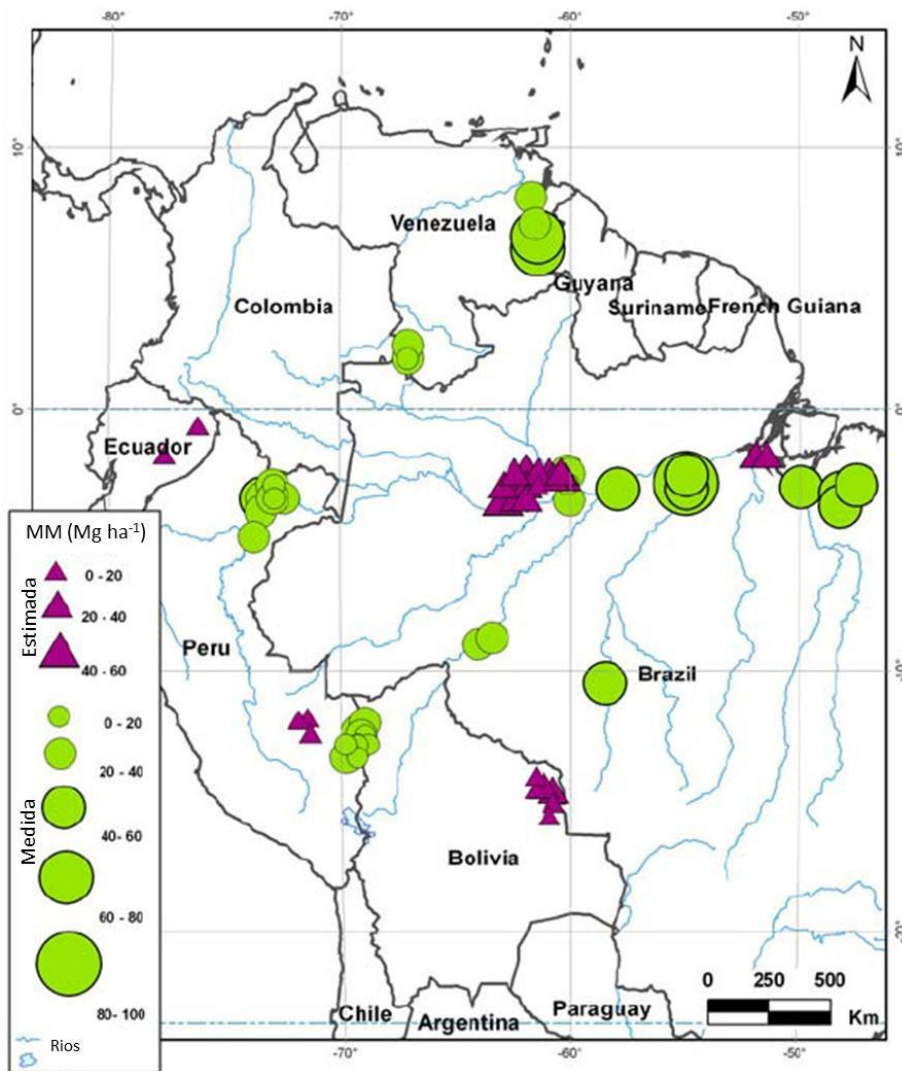 -80° -70° -60° -50°
N
10° 10°
Venezuela
Guyana
Colombia
Suriname French Guiana
0° 0°
Ecuador
MM (Mg ha-1)
Estimada
0 - 20
20 - 40
40 - 60
Peru
Brazil
-10°
Medida
0 - 20
20 - 40
40 - 60
60 - 80
80 - 100
Bolivia
-20°
0 250 500
Km
Chile
Argentina
Paraguay
Rios
-70° -60° -50°